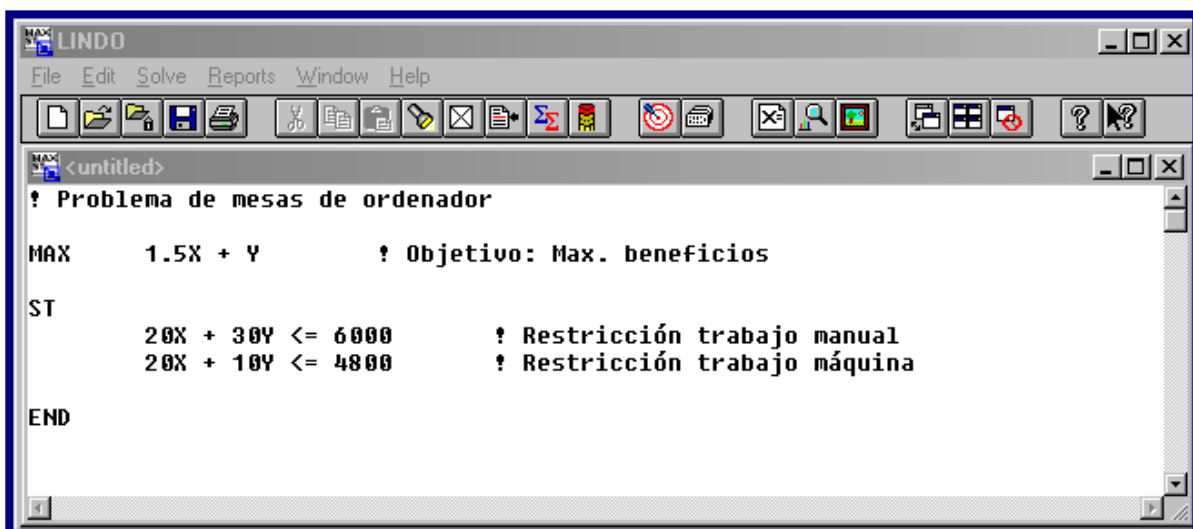 LINDO
File Edit Solve Reports Window Help
<untitled>
! Problema de mesas de ordenador
MAX 1.5X + Y ! Objetivo: Max. beneficios
ST
20X + 30Y <= 6000 ! Restricción trabajo manual
20X + 10Y <= 4800 ! Restricción trabajo máquina
END